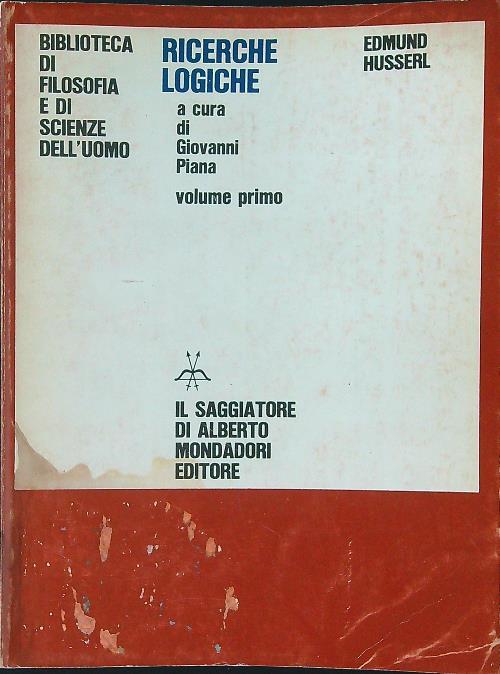 BIBLIOTECA
DI
FILOSOFIA
E DI
SCIENZE
DELL'UOMO
RICERCHE
LOGICHE
a cura
di
Giovanni
Piana
volume primo
EDMUND
HUSSERL
IL SAGGIATORE
DI ALBERTO
MONDADORI
EDITORE